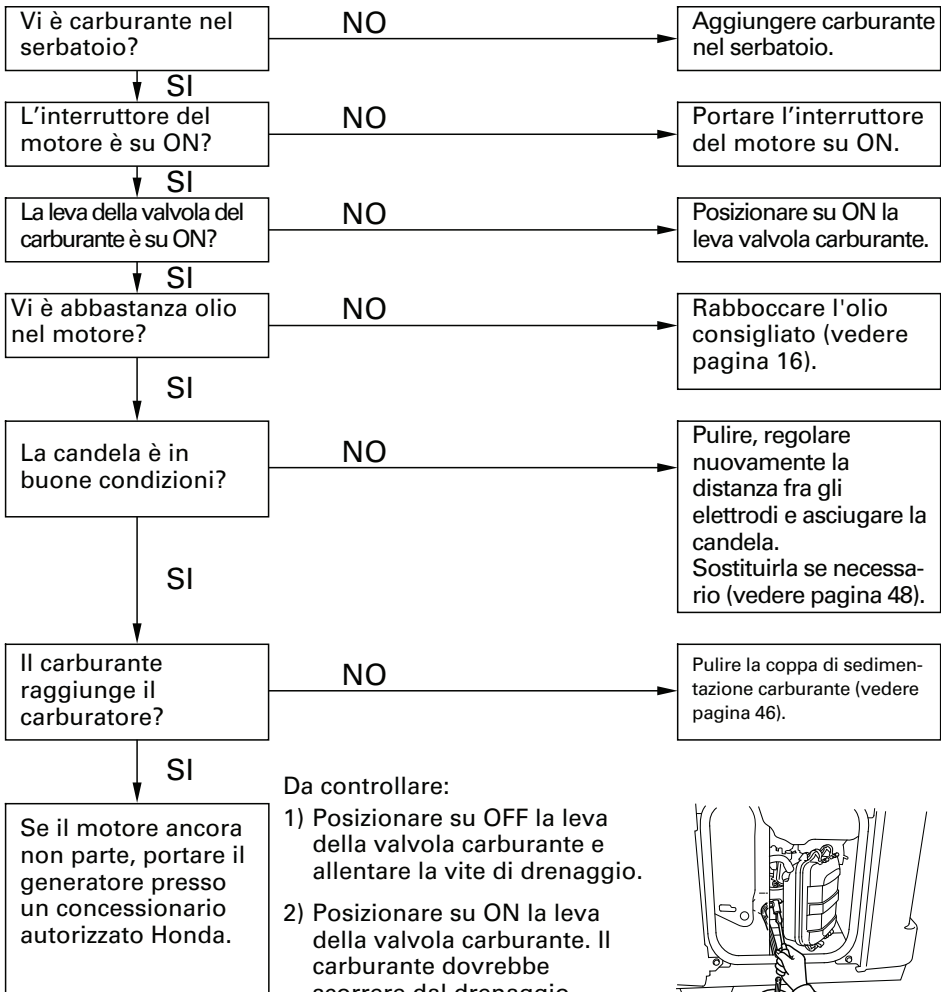 Vi è carburante nel
serbatoio?
NO
Aggiungere carburante
nel serbatoio.
SI
L'interruttore del
motore è su ON?
NO
Portare l'interruttore
del motore su ON.
SI
La leva della valvola del
carburante è su ON?
NO
Posizionare su ON la
leva valvola carburante.
SI
Vi è abbastanza olio
nel motore?
NO
Rabboccare l'olio
consigliato (vedere
pagina 16).
SI
La candela è in
buone condizioni?
NO
Pulire, regolare
nuovamente la
distanza fra gli
elettrodi e asciugare la
candela.
Sostituirla se necessa-
rio (vedere pagina 48).
SI
Il carburante
raggiunge il
carburatore?
NO
Pulire la coppa di sedimen-
tazione carburante (vedere
pagina 46).
SI
Se il motore ancora
non parte, portare il
generatore presso
un concessionario
autorizzato Honda.
Da controllare:
1) Posizionare su OFF la leva
della valvola carburante e
allentare la vite di drenaggio.
2) Posizionare su ON la leva
della valvola carburante. Il
carburante dovrebbe
scorrere dal drenaggio